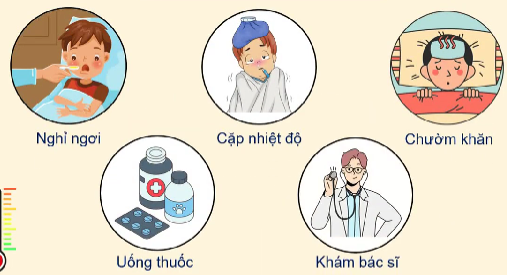 Nghỉ ngơi
Cặp nhiệt độ
Chườm khăn
Uống thuốc
Khám bác sĩ